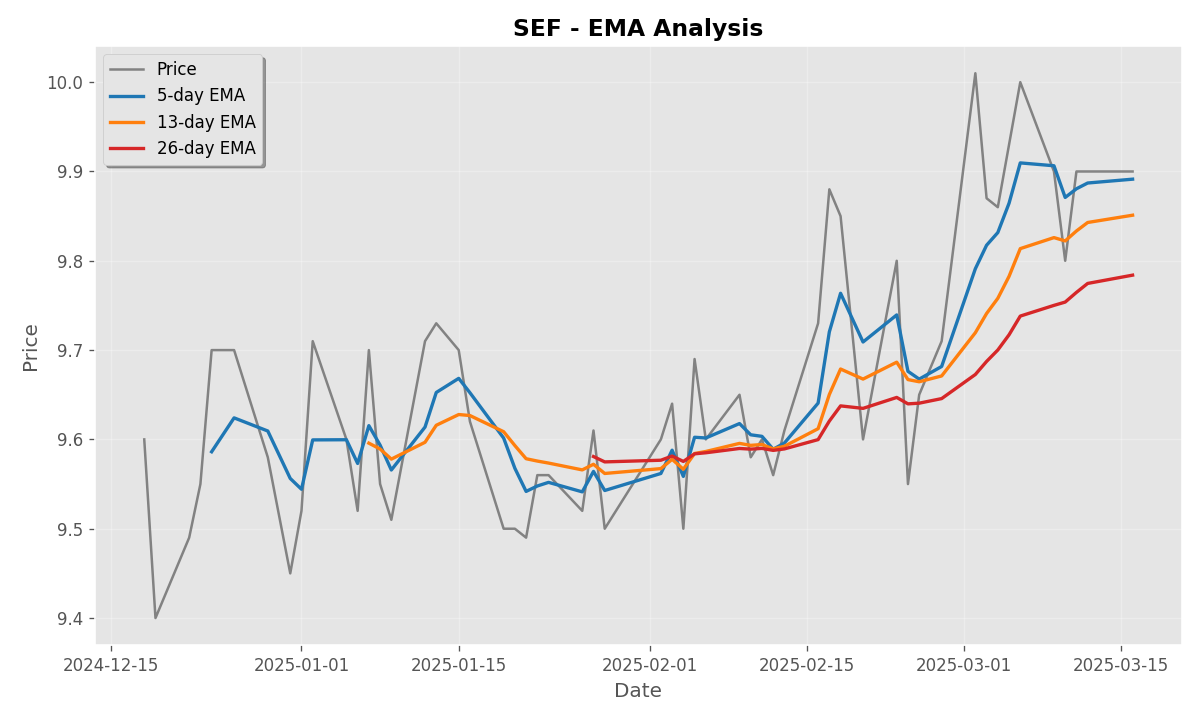 SEF - EMA Analysis
Price
5-day EMA
13-day EMA
26-day EMA
Price
10.0
9.9
9.8
9.7
9.6
9.5
9.4
2024-12-15
2025-01-01
2025-01-15
2025-02-01
2025-02-15
2025-03-01
2025-03-15
Date